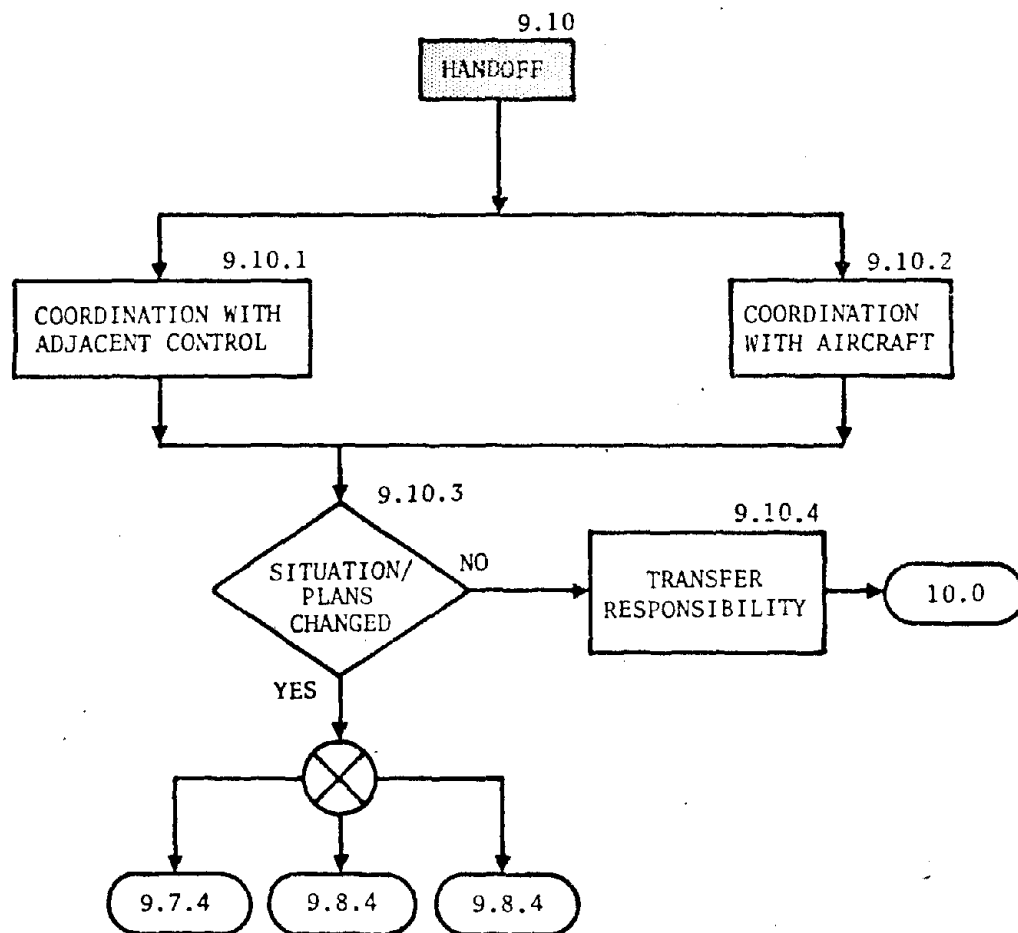 9.10
HANDOFF
9.10.1
COORDINATION WITH
ADJACENT CONTROL
9.10.2
COORDINATION
WITH AIRCRAFT
9.10.3
SITUATION/
PLANS
CHANGED
NO
YES
9.10.4
TRANSFER
RESPONSIBILITY
10.0
9.7.4
9.8.4
9.8.4